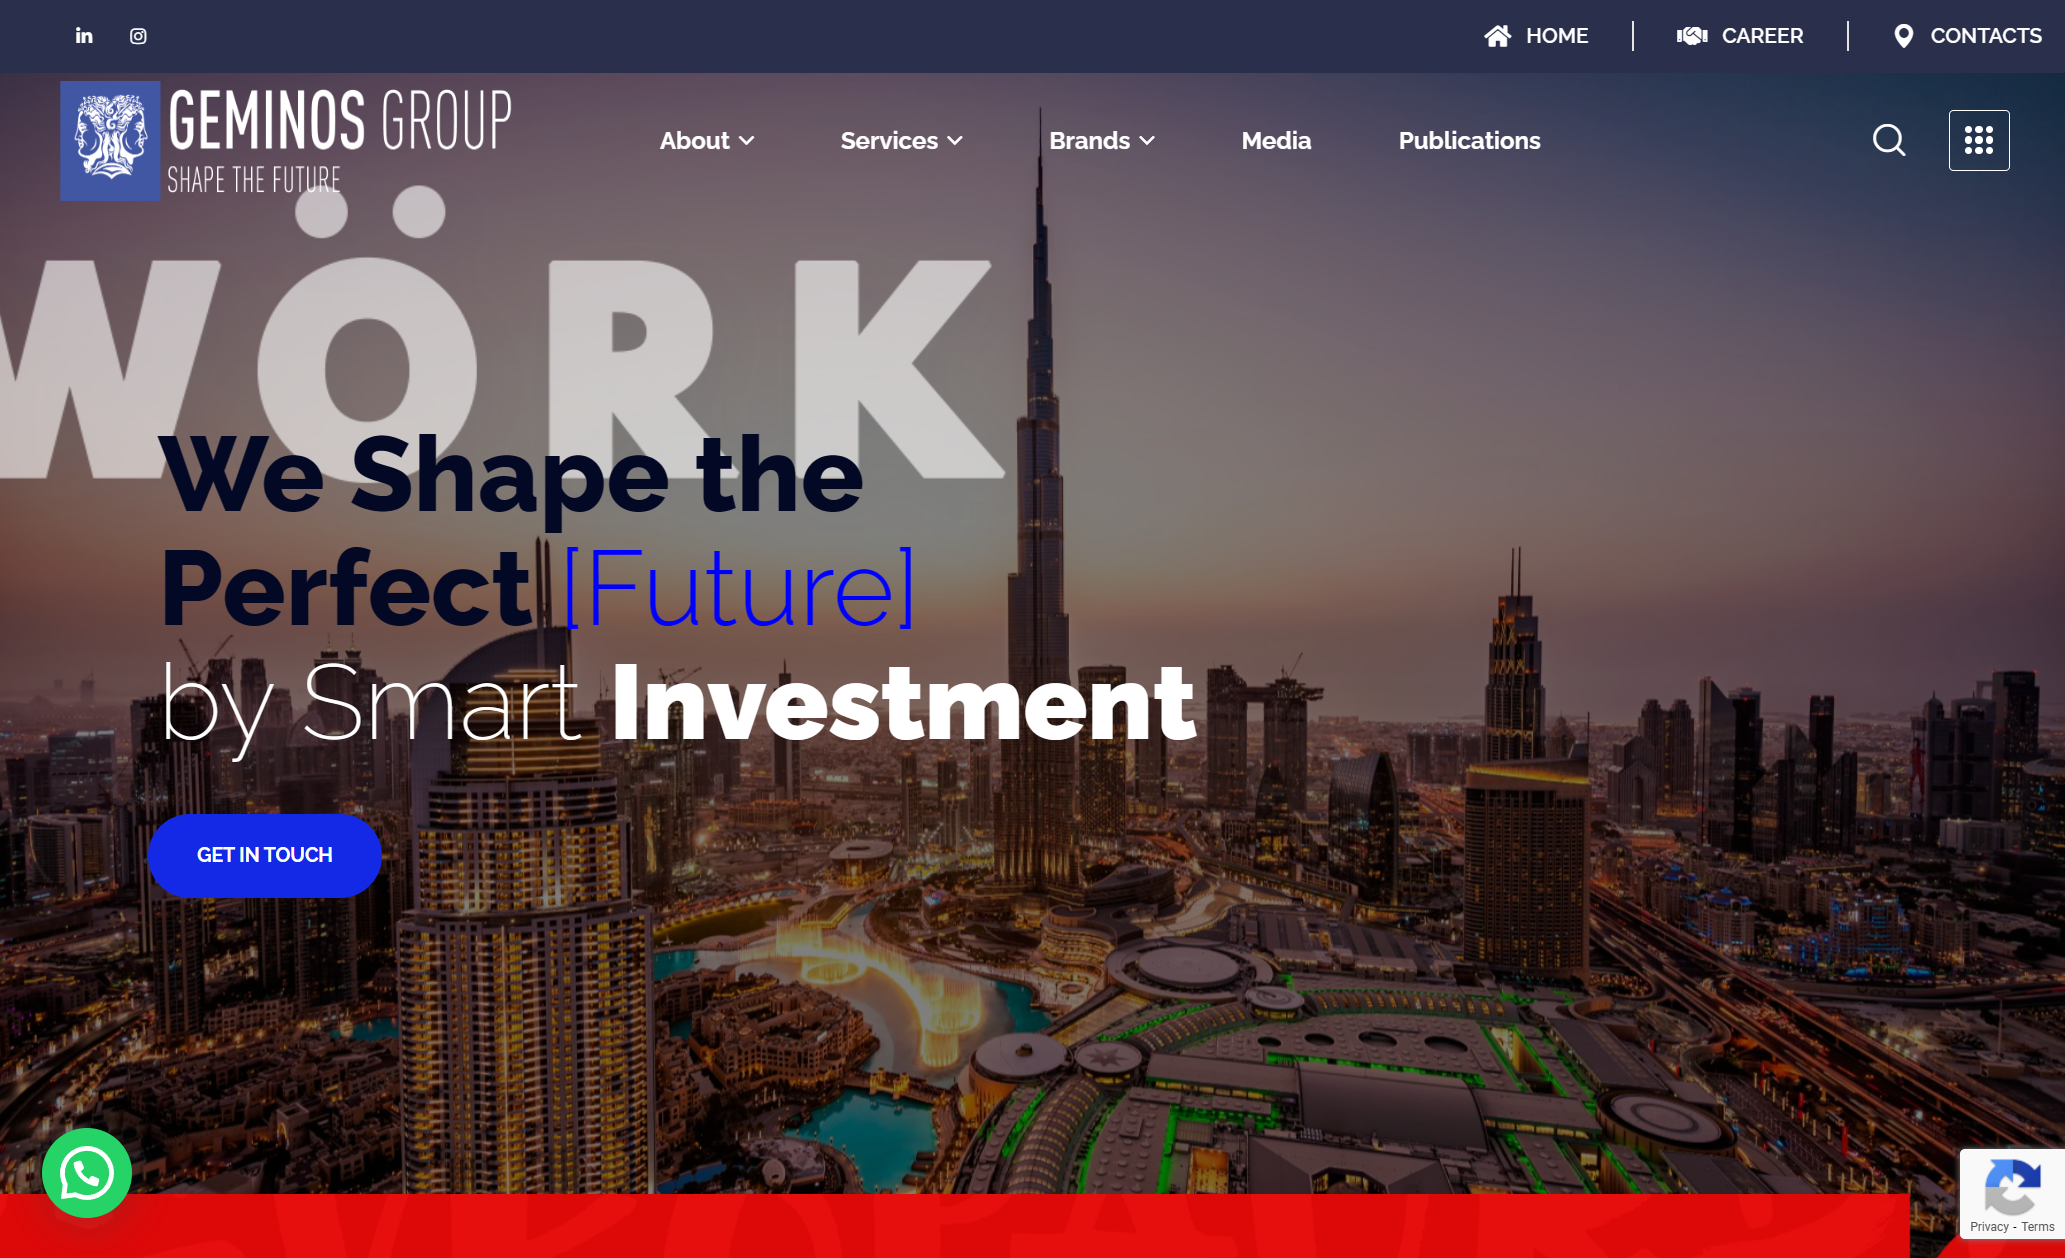 HOME
CAREER
CONTACTS
GEMINOS GROUP
SHAPE THE FUTURE
About
Services
Brands
Media
Publications
WÖRK
We Shape the
Perfect [Future]
by Smart Investment
GET IN TOUCH
Privacy - Terms